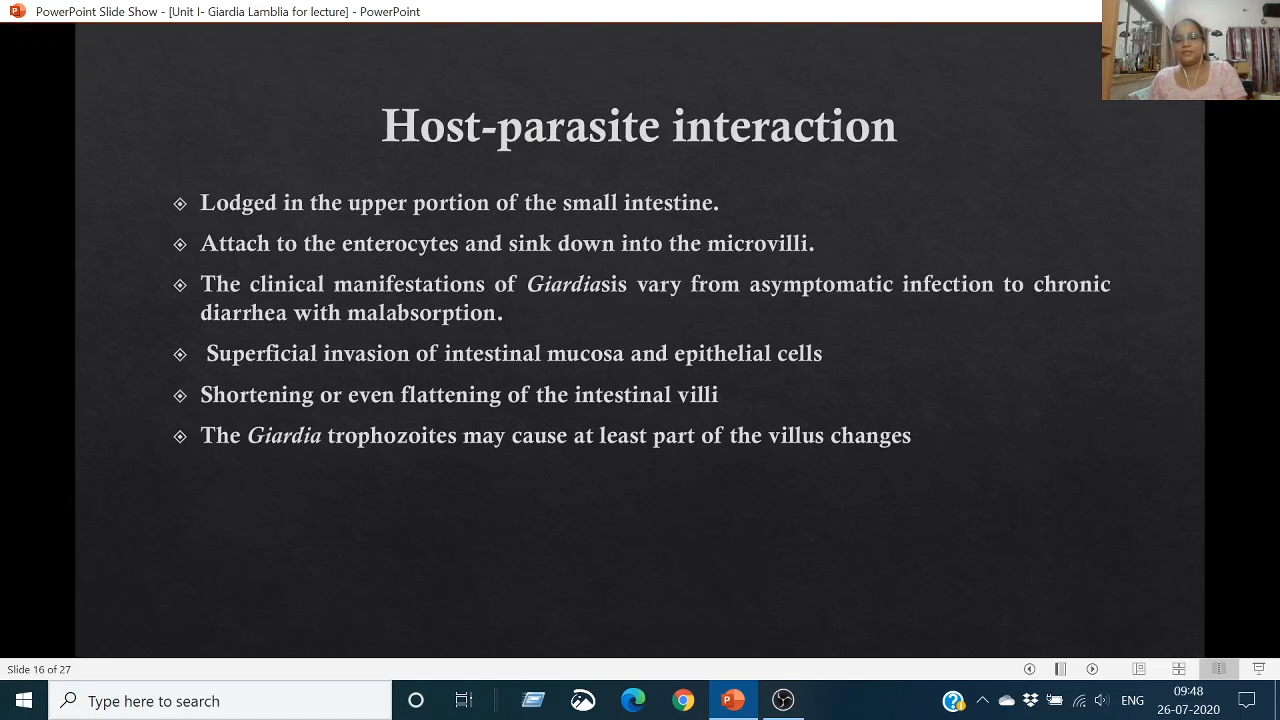 PowerPoint Slide Show - [Unit I- Giardia Lamblia for lecture] - PowerPoint
Host-parasite interaction
Lodged in the upper portion of the small intestine.
Attach to the enterocytes and sink down into the microvilli.
The clinical manifestations of Giardiasis vary from asymptomatic infection to chronic
diarrhea with malabsorption.
Superficial invasion of intestinal mucosa and epithelial cells
Shortening or even flattening of the intestinal villi
The Giardia trophozoites may cause at least part of the villus changes
Slide 16 of 27
Type here to search
ENG
09:48
26-07-2020